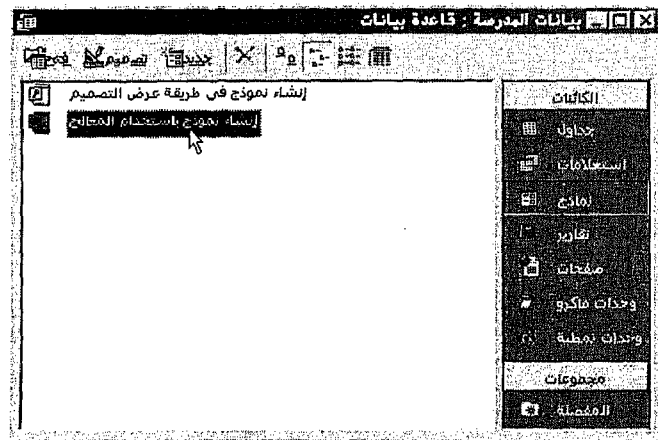 بيانات المدرسة : قاعدة بيانات
فتح تصميم جديد
إنشاء نموذج في طريقة عرض التصميم
إنشاء نموذج باستخدام المعالج
الكائنات
جداول
استعلامات
نماذج
تقارير
صفحات
وحدات ماكرو
وحدات نمطية
مجموعات
المفضلة